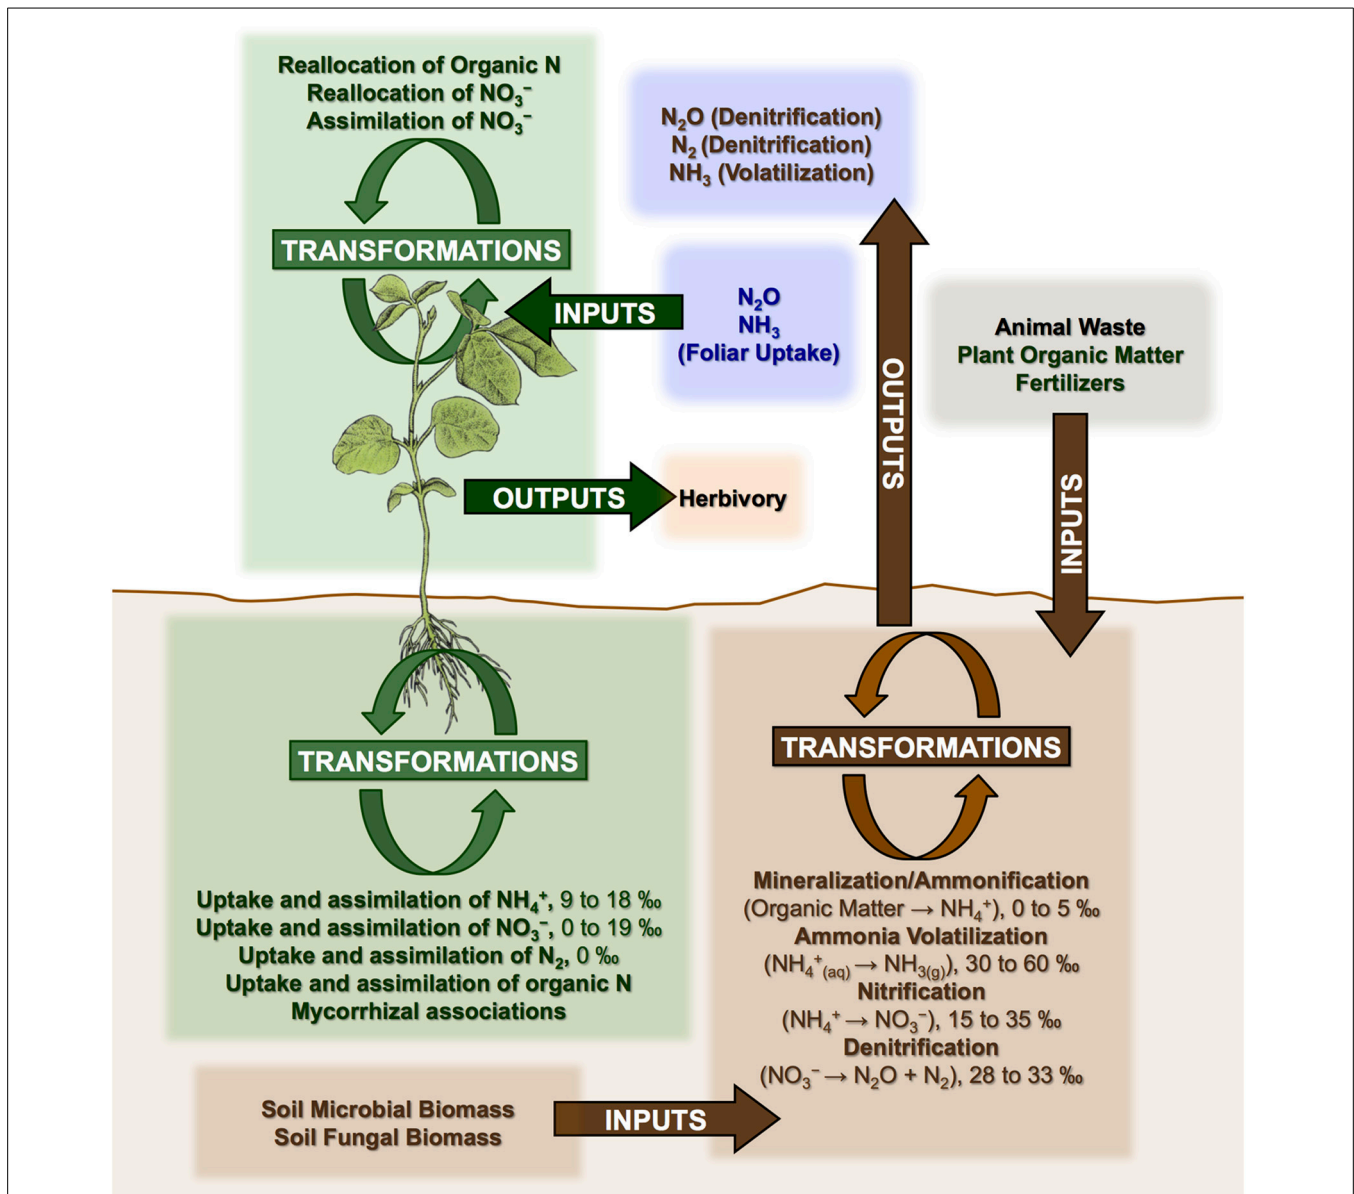 Reallocation of Organic N
Reallocation of NO₃⁻
Assimilation of NO₃⁻
TRANSFORMATIONS
N₂O (Denitrification)
N₂ (Denitrification)
NH₃ (Volatilization)
INPUTS
N₂O
NH₃
(Foliar Uptake)
OUTPUTS
Animal Waste
Plant Organic Matter
Fertilizers
INPUTS
OUTPUTS
Herbivory
TRANSFORMATIONS
Uptake and assimilation of NH₄⁺, 9 to 18 ‰
Uptake and assimilation of NO₃⁻, 0 to 19 ‰
Uptake and assimilation of N₂, 0 ‰
Uptake and assimilation of organic N
Mycorrhizal associations
TRANSFORMATIONS
Mineralization/Ammonification
(Organic Matter → NH₄⁺), 0 to 5 ‰
Ammonia Volatilization
(NH₄⁺(aq) → NH₃(g)), 30 to 60 ‰
Nitrification
(NH₄⁺ → NO₃⁻), 15 to 35 ‰
Denitrification
(NO₃⁻ → N₂O + N₂), 28 to 33 ‰
Soil Microbial Biomass
Soil Fungal Biomass
INPUTS